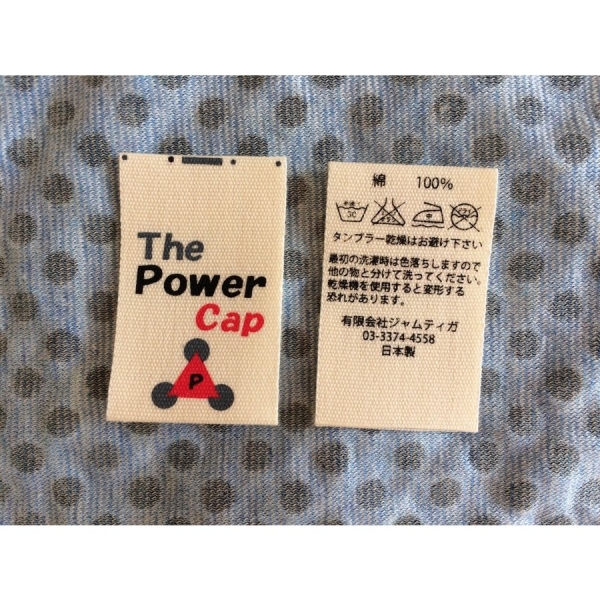 The
Power
Cap
P
綿 100%
タンブラー乾燥はお避け下さい
最初の洗濯時は色落ちしますので
他の物と分けて洗ってください。
乾燥機を使用すると変形する
恐れがあります。
有限会社ジャムティガ
03-3374-4558
日本製